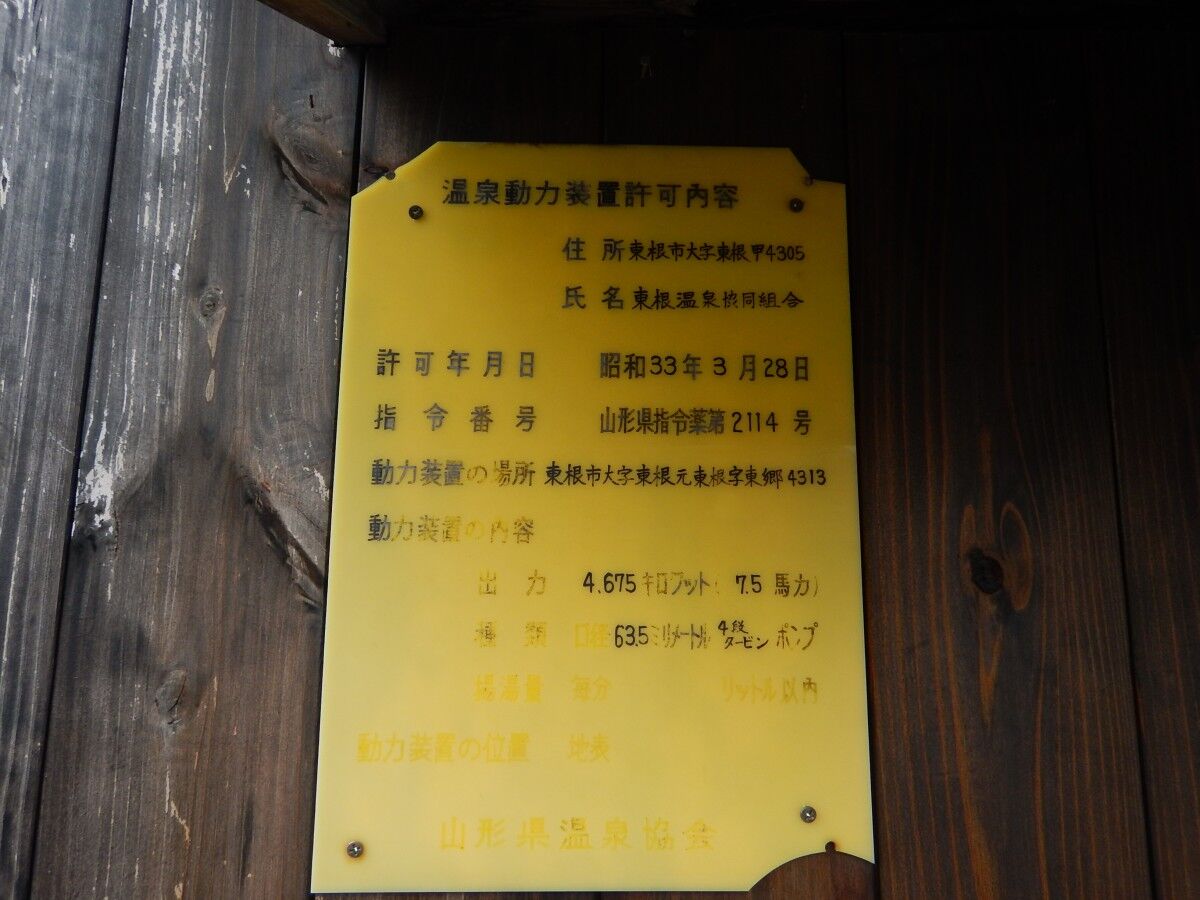 温泉動力装置許可内容
住所 東根市大字東根甲4305
氏名 東根温泉協同組合
許可年月日 昭和33年3月28日
指令番号 山形県指令薬第2114号
動力装置の場所 東根市大字東根元東根字東郷4313
動力装置の内容
出力 4.675キロワット(7.5馬力)
種類 口径63.5ミリメートル4段タービンポンプ
揚湯量 毎分 リットル以内
動力装置の位置 地表
山形県温泉協会